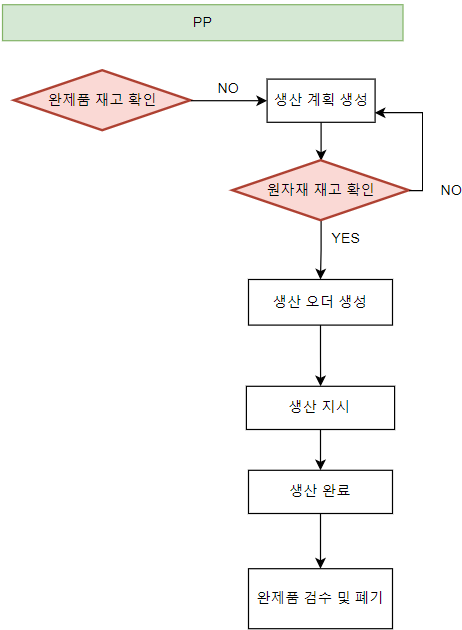 PP
완제품 재고 확인
NO
생산 계획 생성
원자재 재고 확인
NO
YES
생산 오더 생성
생산 지시
생산 완료
완제품 검수 및 폐기